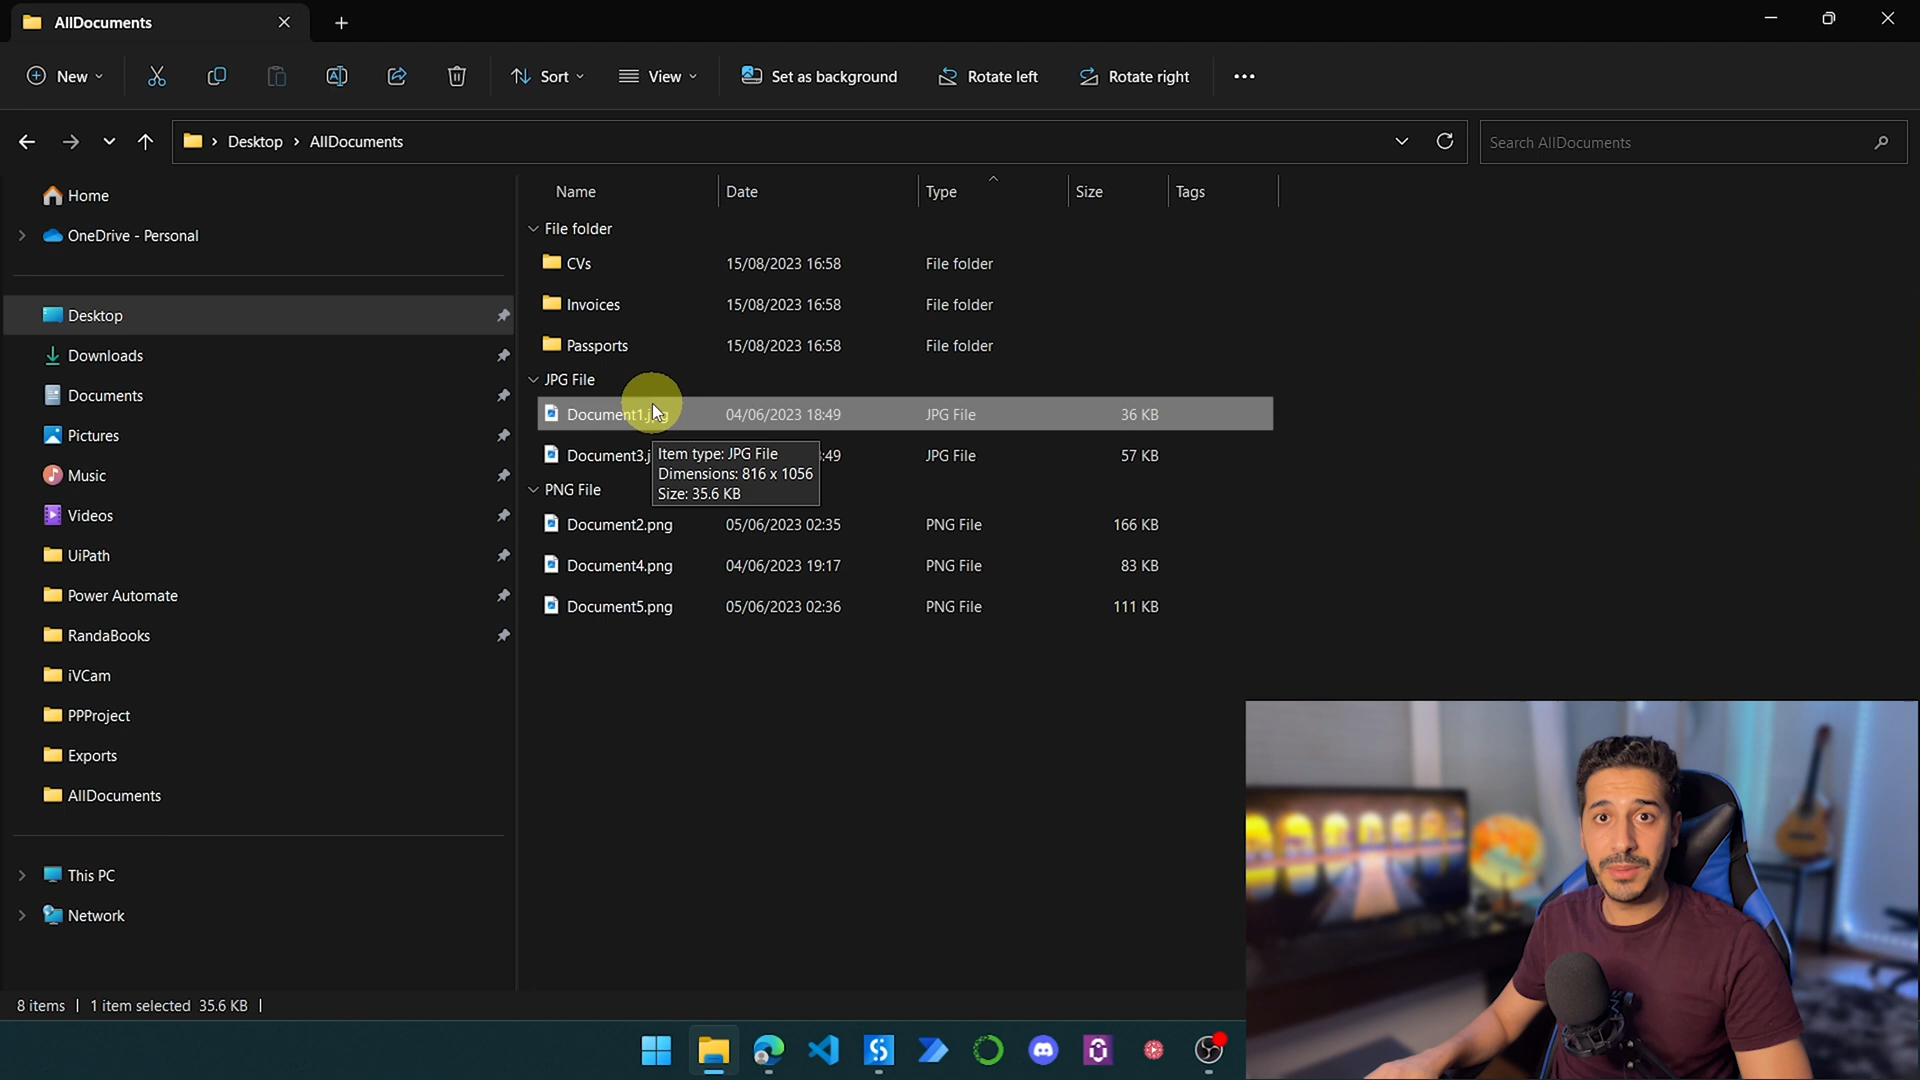 AllDocuments
New
Sort
View
Set as background
Rotate left
Rotate right
Desktop > AllDocuments
Search AllDocuments
Home
OneDrive - Personal
Desktop
Downloads
Documents
Pictures
Music
Videos
UiPath
Power Automate
RandaBooks
iVCam
PPProject
Exports
AllDocuments
This PC
Network
Name Date Type Size Tags
File folder
CVs 15/08/2023 16:58 File folder
Invoices 15/08/2023 16:58 File folder
Passports 15/08/2023 16:58 File folder
JPG File
Document1.jpg 04/06/2023 18:49 JPG File 36 KB
Document3.j :49 JPG File 57 KB
Item type: JPG File
Dimensions: 816 x 1056
Size: 35.6 KB
PNG File
Document2.png 05/06/2023 02:35 PNG File 166 KB
Document4.png 04/06/2023 19:17 PNG File 83 KB
Document5.png 05/06/2023 02:36 PNG File 111 KB
8 items | 1 item selected 35.6 KB |